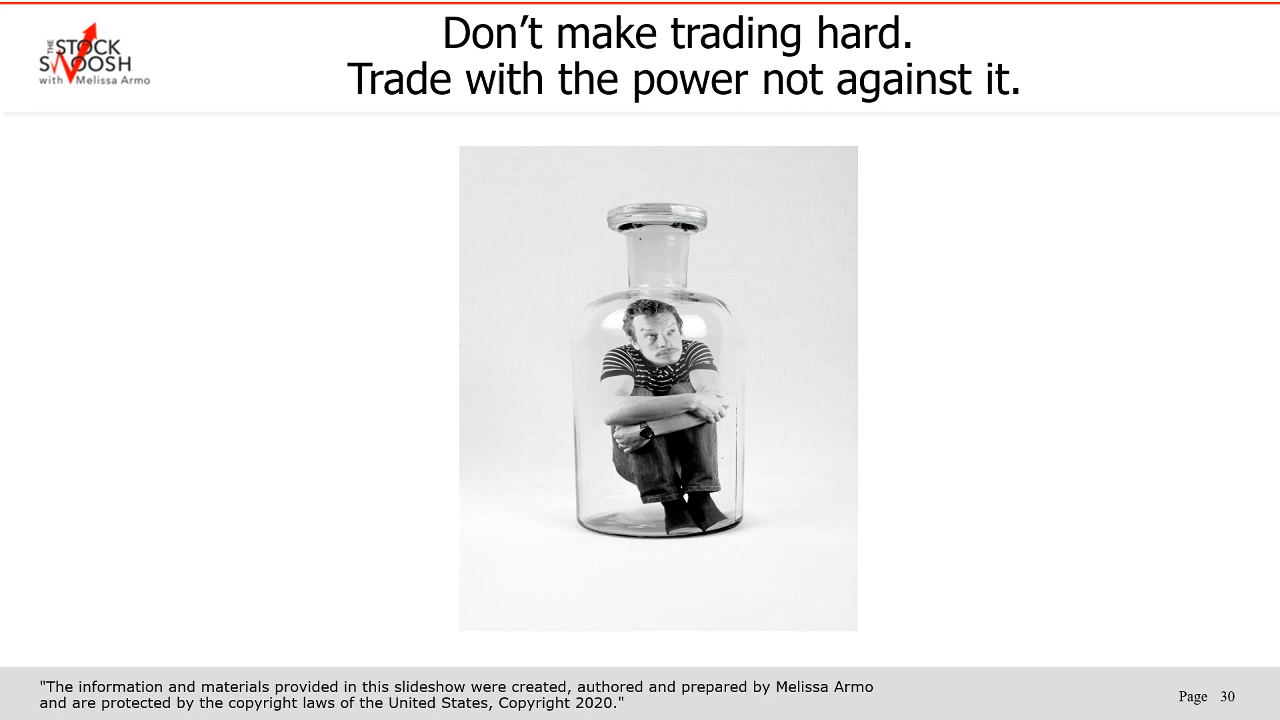 THE STOCK
SWOOSH
with Melissa Armo
Don’t make trading hard.
Trade with the power not against it.
"The information and materials provided in this slideshow were created, authored and prepared by Melissa Armo
and are protected by the copyright laws of the United States, Copyright 2020."
Page 30